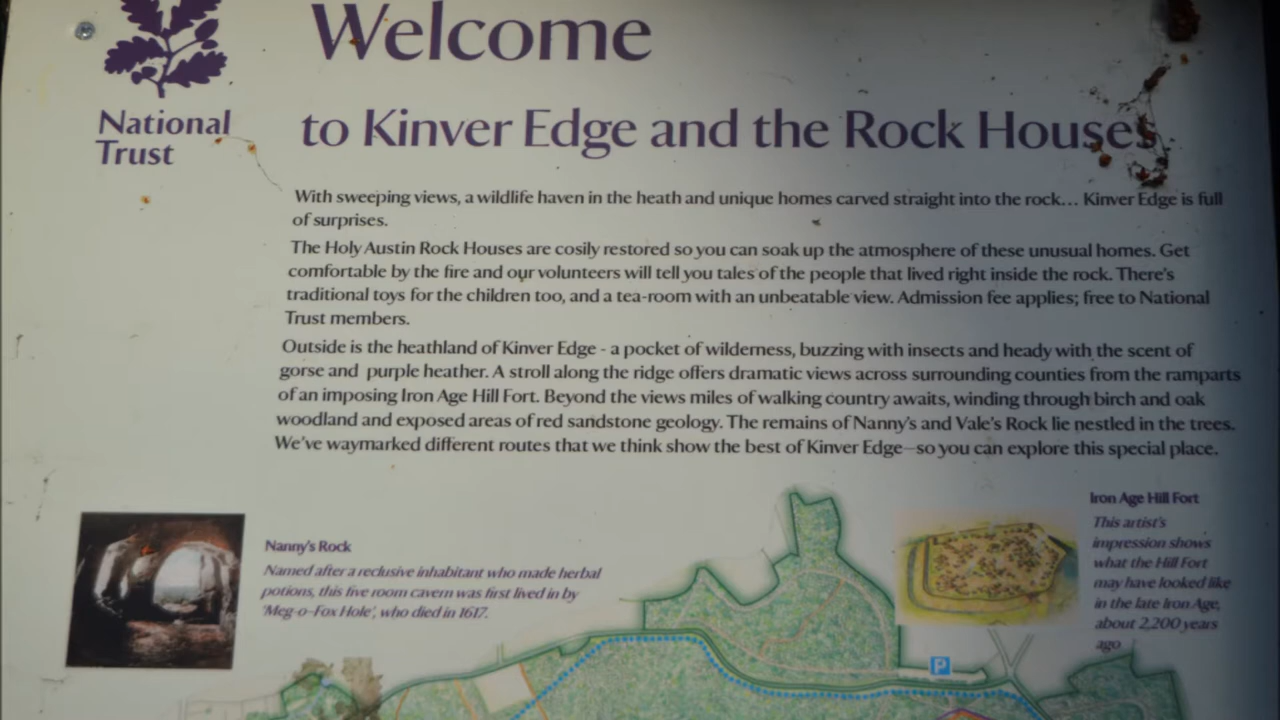 Welcome
National
Trust
to Kinver Edge and the Rock Houses
With sweeping views, a wildlife haven in the heath and unique homes carved straight into the rock… Kinver Edge is full
of surprises.
The Holy Austin Rock Houses are cosily restored so you can soak up the atmosphere of these unusual homes. Get
comfortable by the fire and our volunteers will tell you tales of the people that lived right inside the rock. There's
traditional toys for the children too, and a tea-room with an unbeatable view. Admission fee applies; free to National
Trust members.
Outside is the heathland of Kinver Edge - a pocket of wilderness, buzzing with insects and heady with the scent of
gorse and purple heather. A stroll along the ridge offers dramatic views across surrounding counties from the ramparts
of an imposing Iron Age Hill Fort. Beyond the views miles of walking country awaits, winding through birch and oak
woodland and exposed areas of red sandstone geology. The remains of Nanny's and Vale's Rock lie nestled in the trees.
We've waymarked different routes that we think show the best of Kinver Edge—so you can explore this special place.
Nanny's Rock
Named after a reclusive inhabitant who made herbal
potions, this five room cavern was first lived in by
'Meg-o-Fox Hole', who died in 1617.
Iron Age Hill Fort
This artist's
impression shows
what the Hill Fort
may have looked like
in the late Iron Age,
about 2,200 years
ago
P